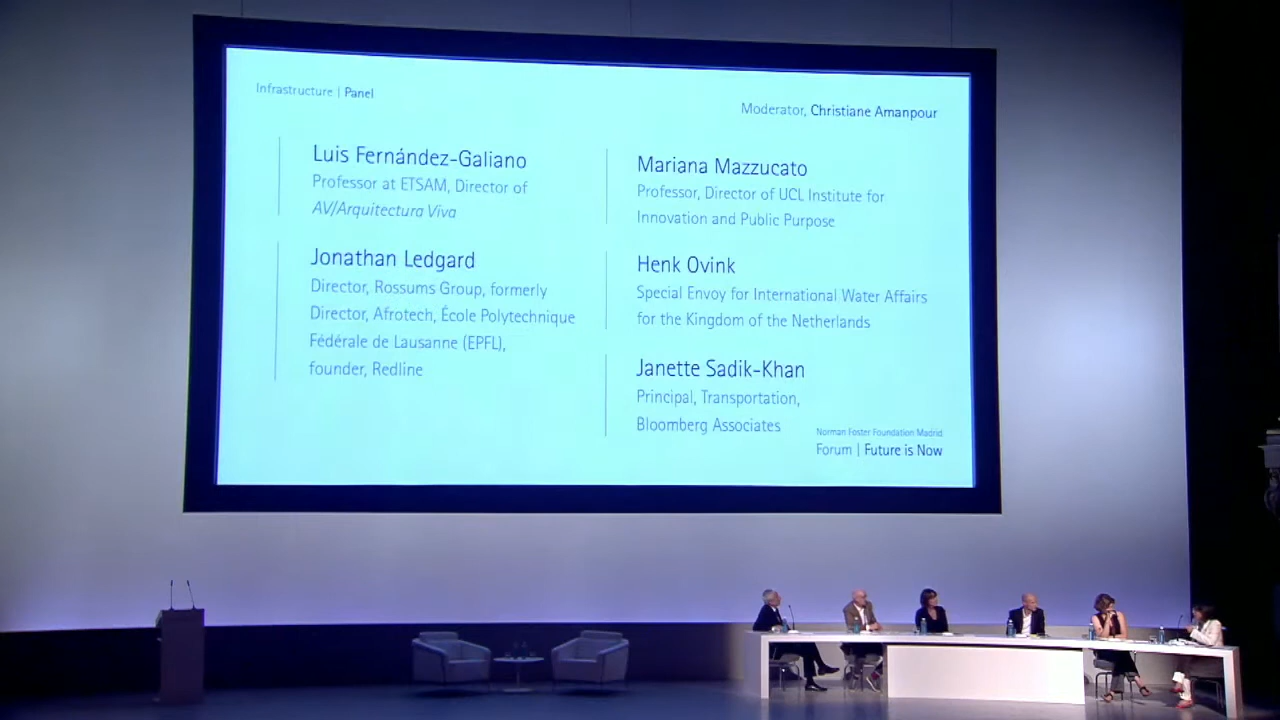 Infrastructure | Panel
Moderator, Christiane Amanpour
Luis Fernández-Galiano
Professor at ETSAM, Director of
AV/Arquitectura Viva
Jonathan Ledgard
Director, Rossums Group, formerly
Director, Afrotech, École Polytechnique
Fédérale de Lausanne (EPFL),
founder, Redline
Mariana Mazzucato
Professor, Director of UCL Institute for
Innovation and Public Purpose
Henk Ovink
Special Envoy for International Water Affairs
for the Kingdom of the Netherlands
Janette Sadik-Khan
Principal, Transportation,
Bloomberg Associates
Norman Foster Foundation Madrid
Forum | Future is Now